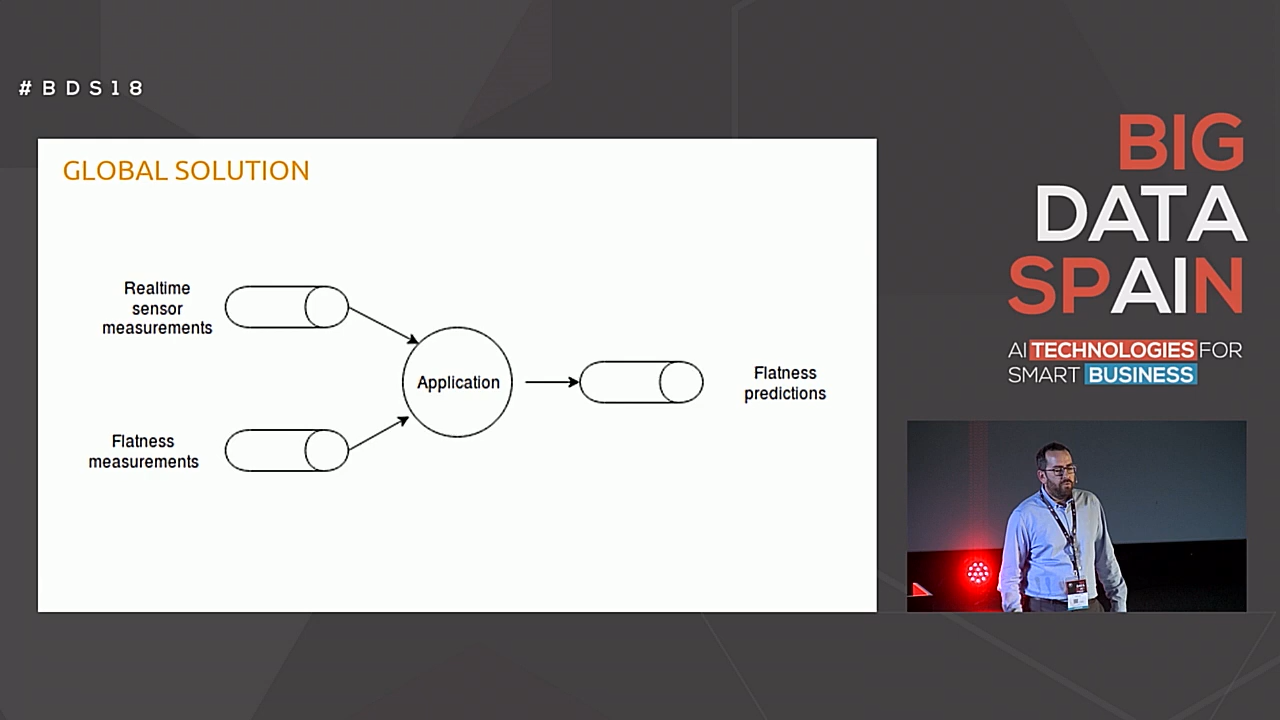 #BDS18
GLOBAL SOLUTION
Realtime
sensor
measurements
Flatness
measurements
Application
Flatness
predictions
BIG
DATA
SPAIN
AI TECHNOLOGIES FOR
SMART BUSINESS